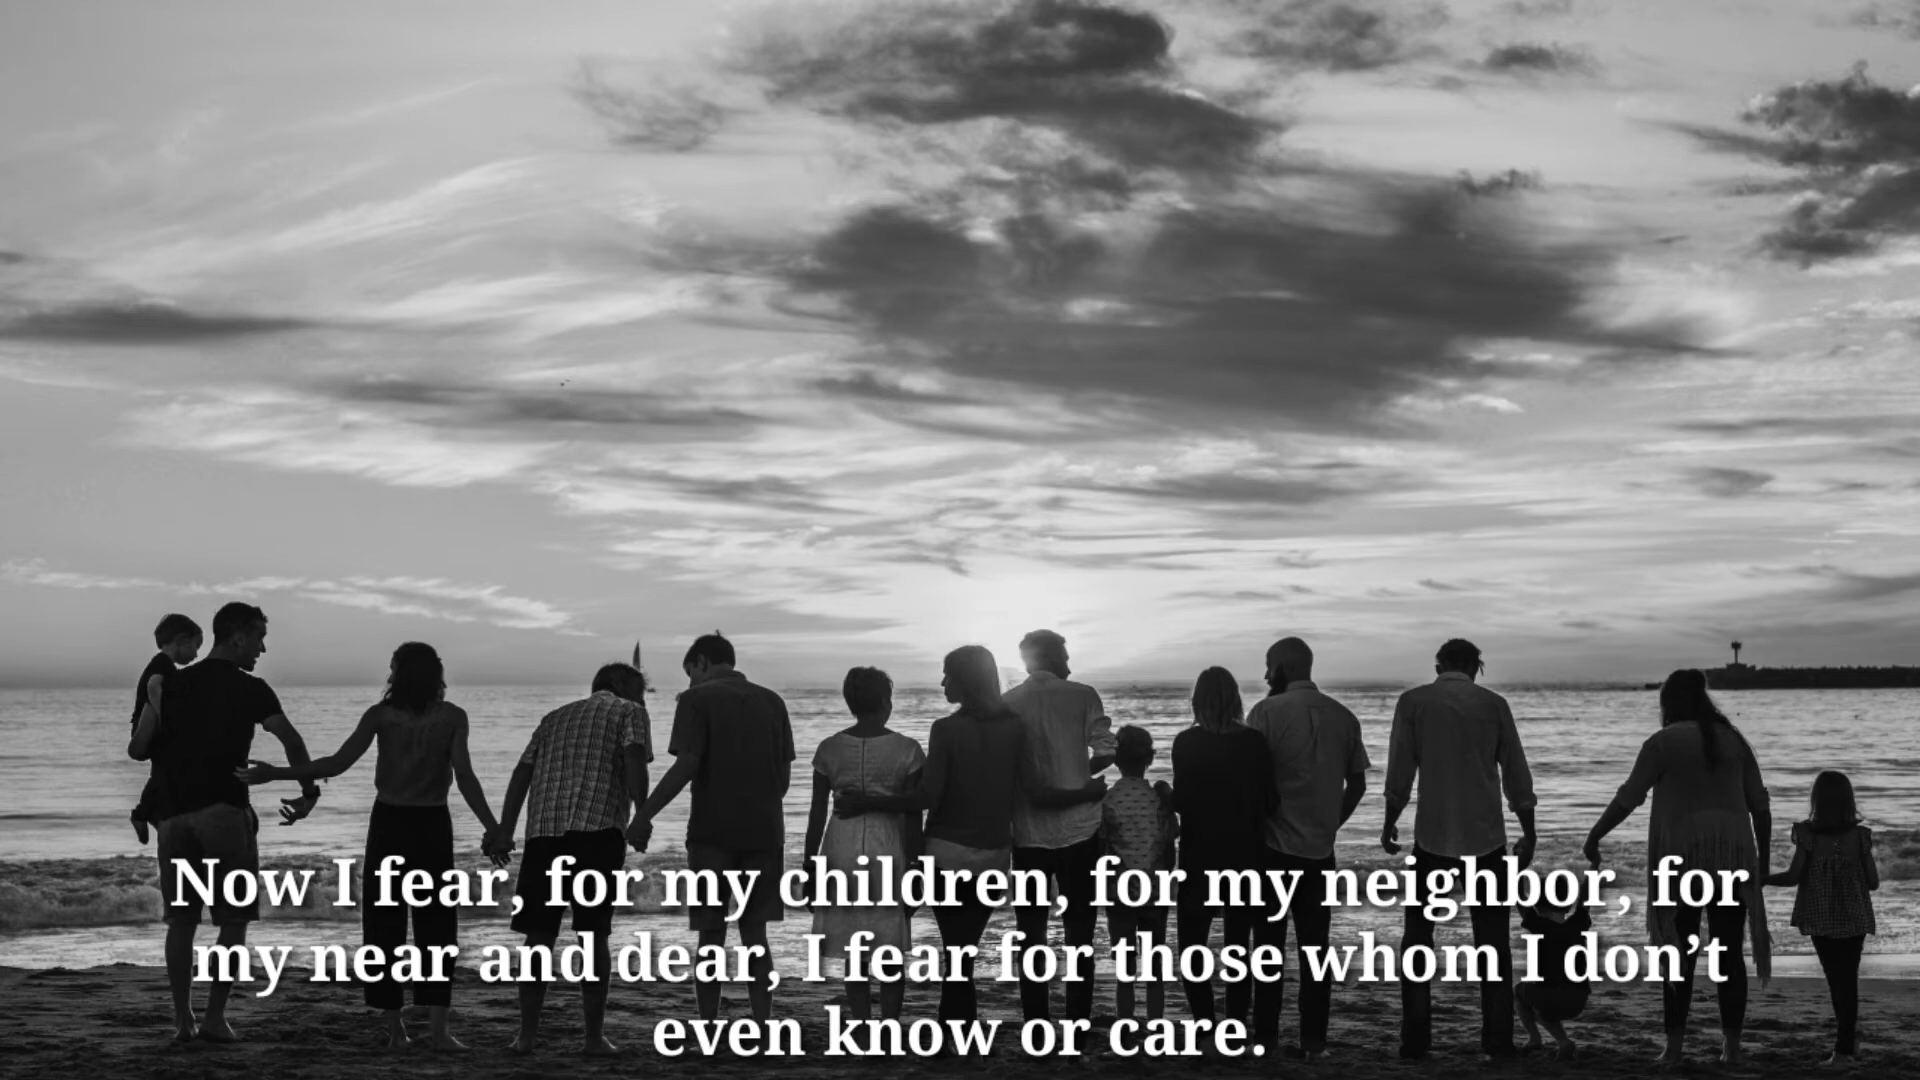 Now I fear, for my children, for my neighbor, for
my near and dear, I fear for those whom I don’t
even know or care.